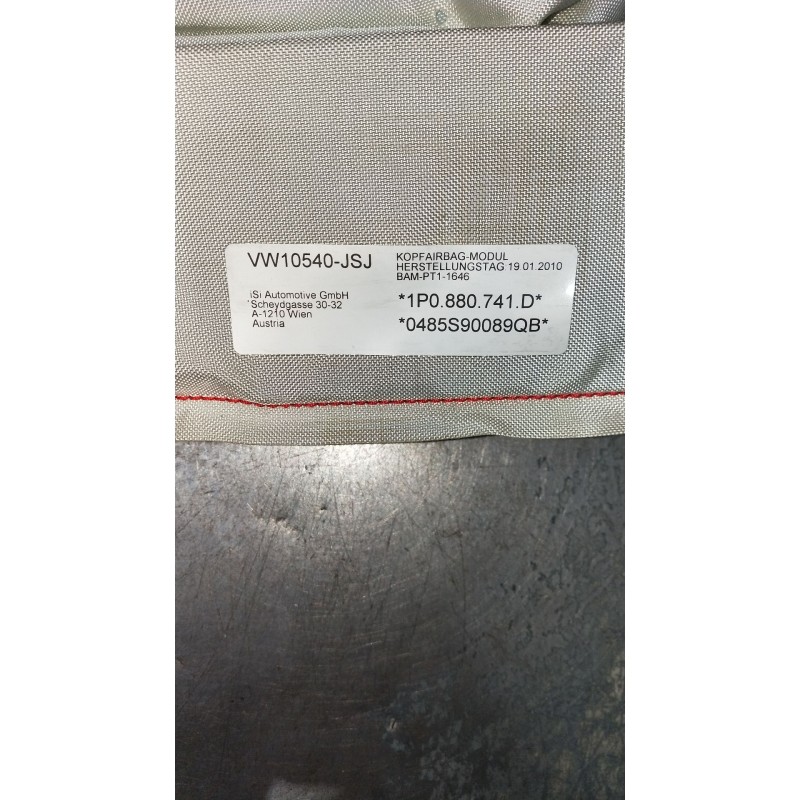 VW10540-JSJ
iSi Automotive GmbH
Scheydgasse 30-32
A-1210 Wien
Austria
KOPFAIRBAG-MODUL
HERSTELLUNGSTAG 19.01.2010
BAM-PT1-1646
*1P0.880.741.D*
*0485S90089QB*